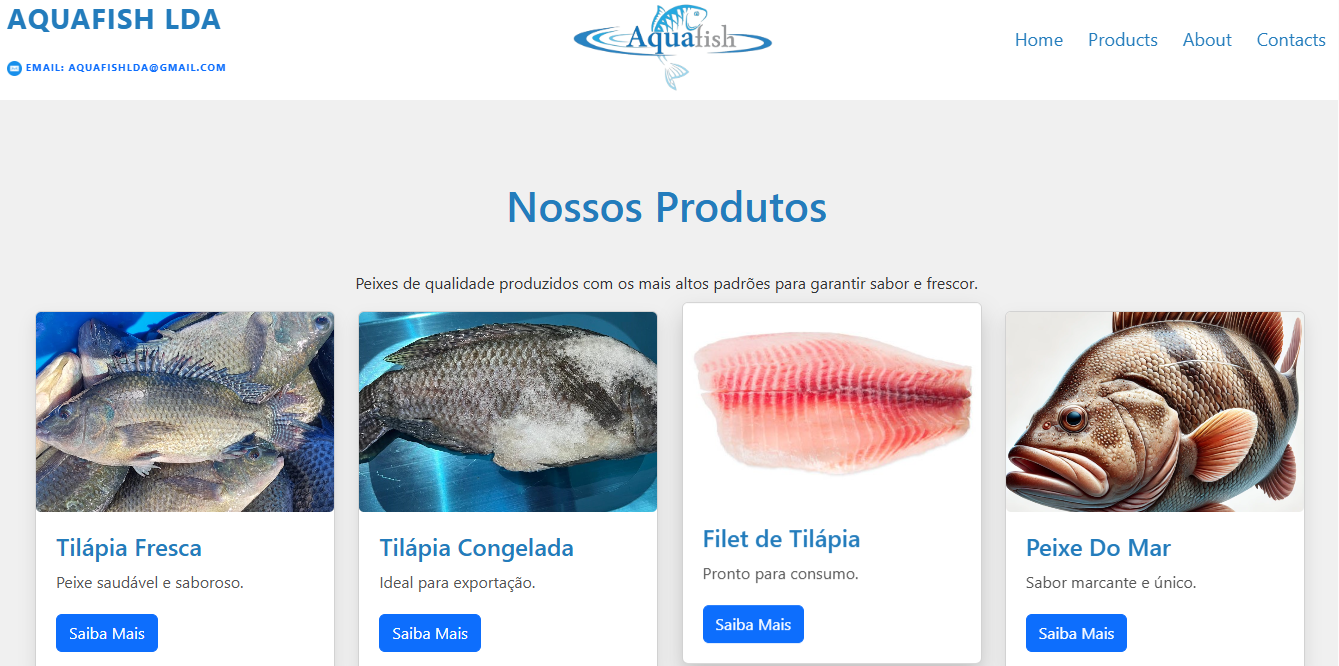 AQUAFISH LDA
EMAIL: AQUAFISHLDA@GMAIL.COM
Aquafish
Home Products About Contacts
Nossos Produtos
Peixes de qualidade produzidos com os mais altos padrões para garantir sabor e frescor.
Tilápia Fresca
Peixe saudável e saboroso.
Saiba Mais
Tilápia Congelada
Ideal para exportação.
Saiba Mais
Filet de Tilápia
Pronto para consumo.
Saiba Mais
Peixe Do Mar
Sabor marcante e único.
Saiba Mais